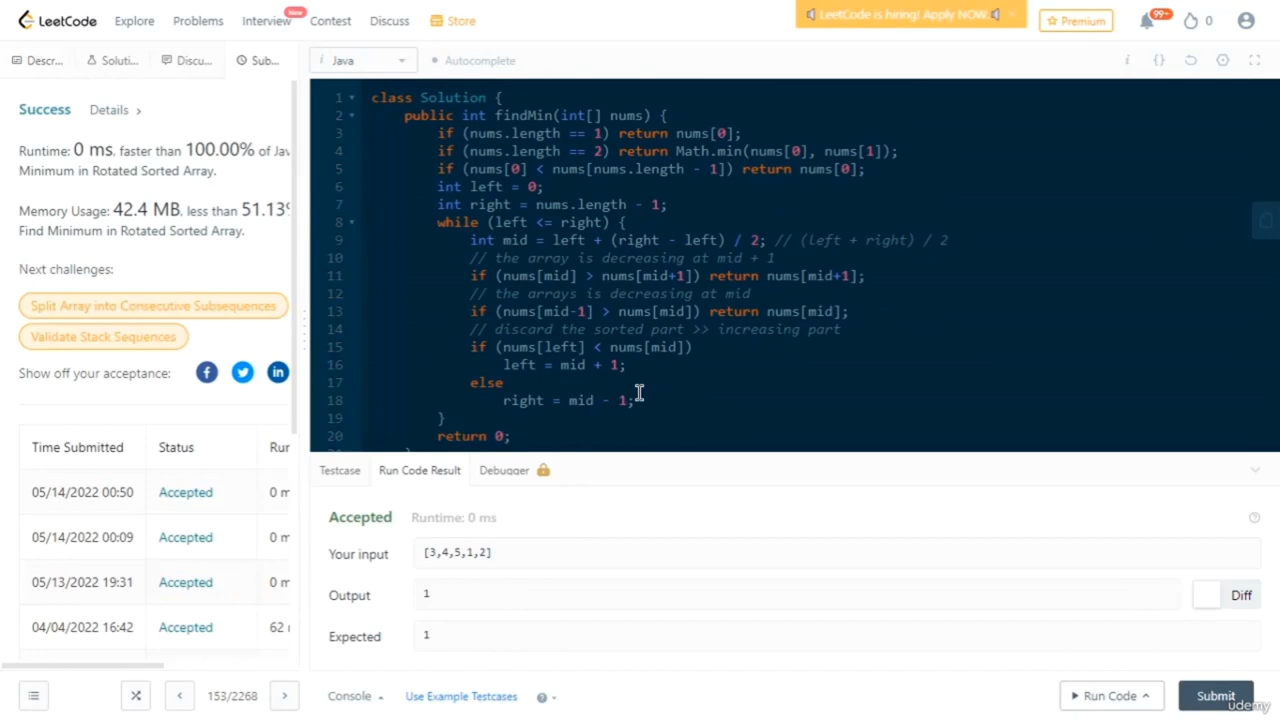 LeetCode Explore Problems Interview New Contest Discuss Store LeetCode is hiring! Apply NOW Premium 99+ 0
Descr... Soluti... Discu... Sub... i Java Autocomplete i {}
Success Details >
Runtime: 0 ms, faster than 100.00% of Ja
Minimum in Rotated Sorted Array.
Memory Usage: 42.4 MB, less than 51.13%
Find Minimum in Rotated Sorted Array.
Next challenges:
Split Array into Consecutive Subsequences
Validate Stack Sequences
Show off your acceptance:
Time Submitted Status Ru
05/14/2022 00:50 Accepted 0 m
05/14/2022 00:09 Accepted 0 m
05/13/2022 19:31 Accepted 0 m
04/04/2022 16:42 Accepted 62
1 class Solution {
2 public int findMin(int[] nums) {
3 if (nums.length == 1) return nums[0];
4 if (nums.length == 2) return Math.min(nums[0], nums[1]);
5 if (nums[0] < nums[nums.length - 1]) return nums[0];
6 int left = 0;
7 int right = nums.length - 1;
8 while (left <= right) {
9 int mid = left + (right - left) / 2; // (left + right) / 2
10 // the array is decreasing at mid + 1
11 if (nums[mid] > nums[mid+1]) return nums[mid+1];
12 // the arrays is decreasing at mid
13 if (nums[mid-1] > nums[mid]) return nums[mid];
14 // discard the sorted part >> increasing part
15 if (nums[left] < nums[mid])
16 left = mid + 1;
17 else
18 right = mid - 1;
19 }
20 return 0;
Testcase Run Code Result Debugger
Accepted Runtime: 0 ms
Your input [3,4,5,1,2]
Output 1 Diff
Expected 1
< 153/2268 > Console Use Example Testcases Run Code Submit
udemy